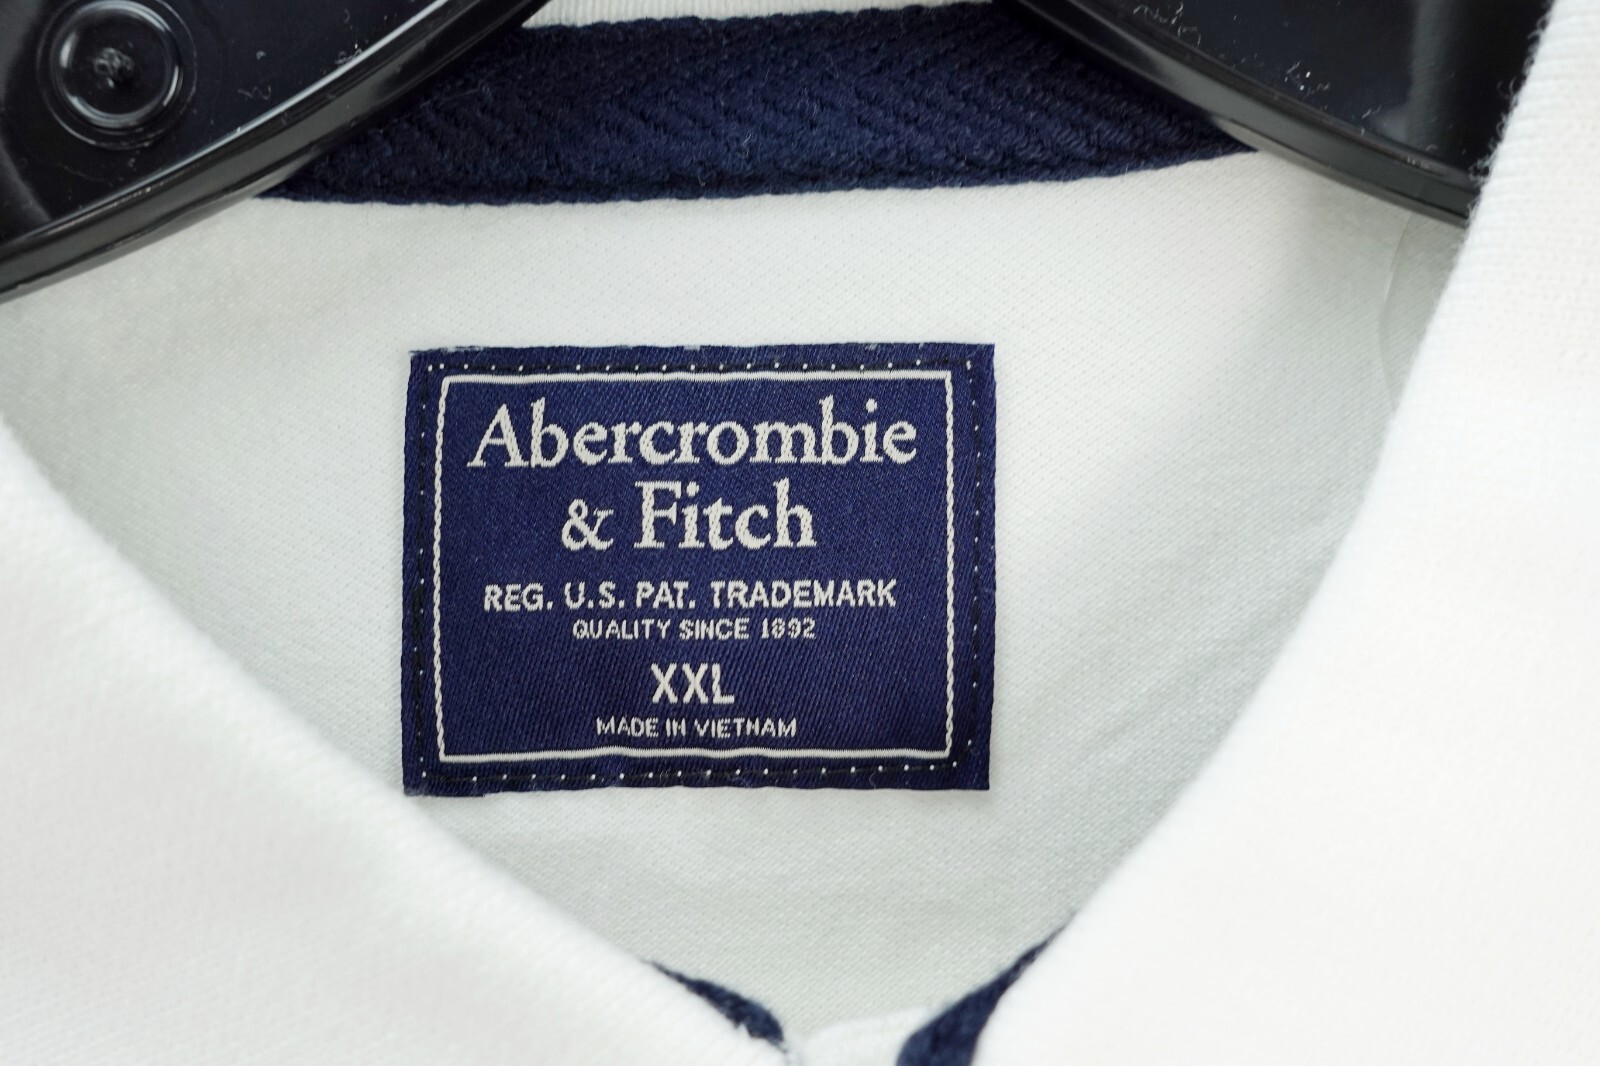 Abercrombie
& Fitch
REG. U.S. PAT. TRADEMARK
QUALITY SINCE 1892
XXL
MADE IN VIETNAM